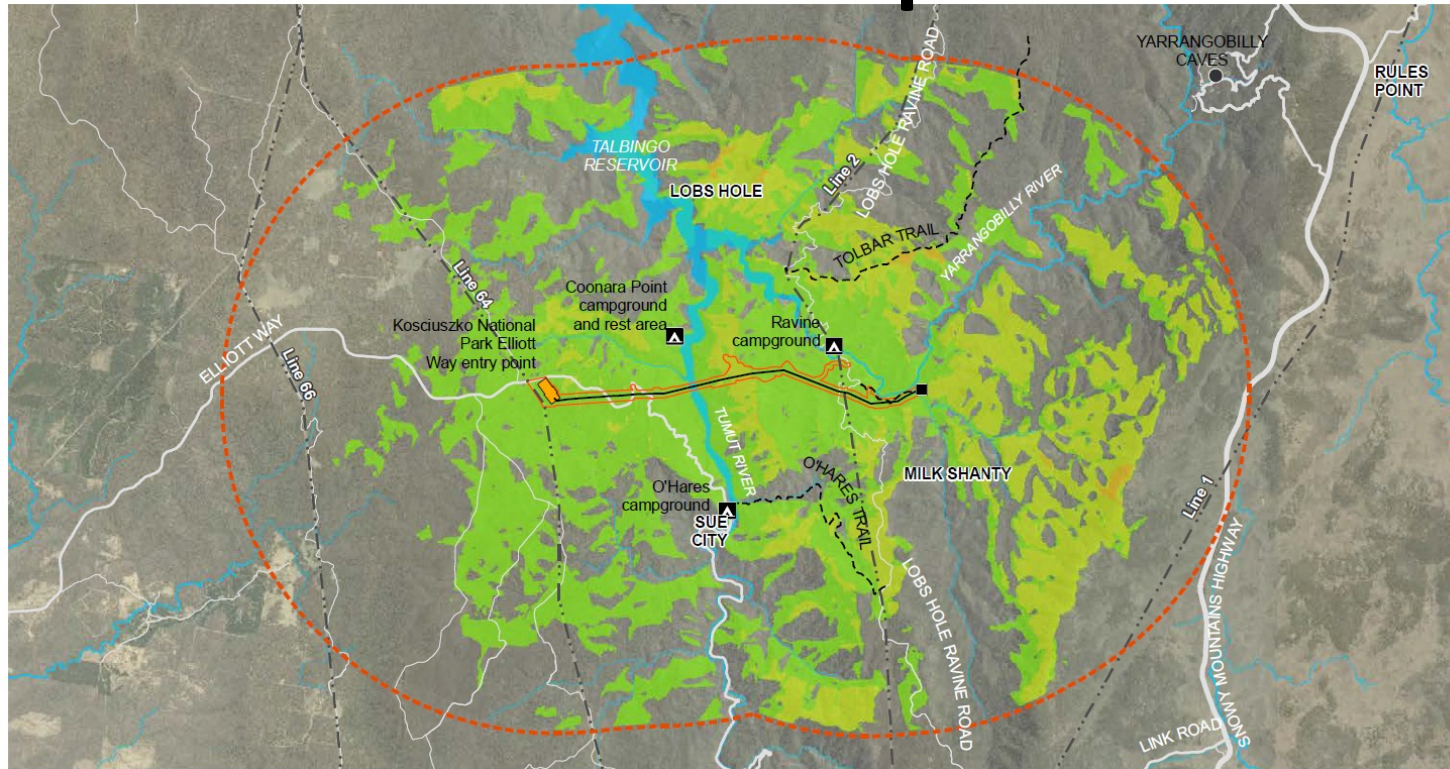 YARRANGOBILLY
CAVES
RULES
POINT
LOBS HOLE RAVINE ROAD
TALBINGO
RESERVOIR
LOBS HOLE
Line 2
TOLBAR TRAIL
YARRANGOBILLY RIVER
Line 64
Coonara Point
campground
and rest area
Ravine
campground
Kosciuszko National
Park Elliott
Way entry point
ELLIOTT WAY
Line 66
TUMUT RIVER
O'HARES TRAIL
MILK SHANTY
O'Hares
campground
SUE
CITY
Line 1
LOBS HOLE RAVINE ROAD
SNOWY MOUNTAINS HIGHWAY
LINK ROAD